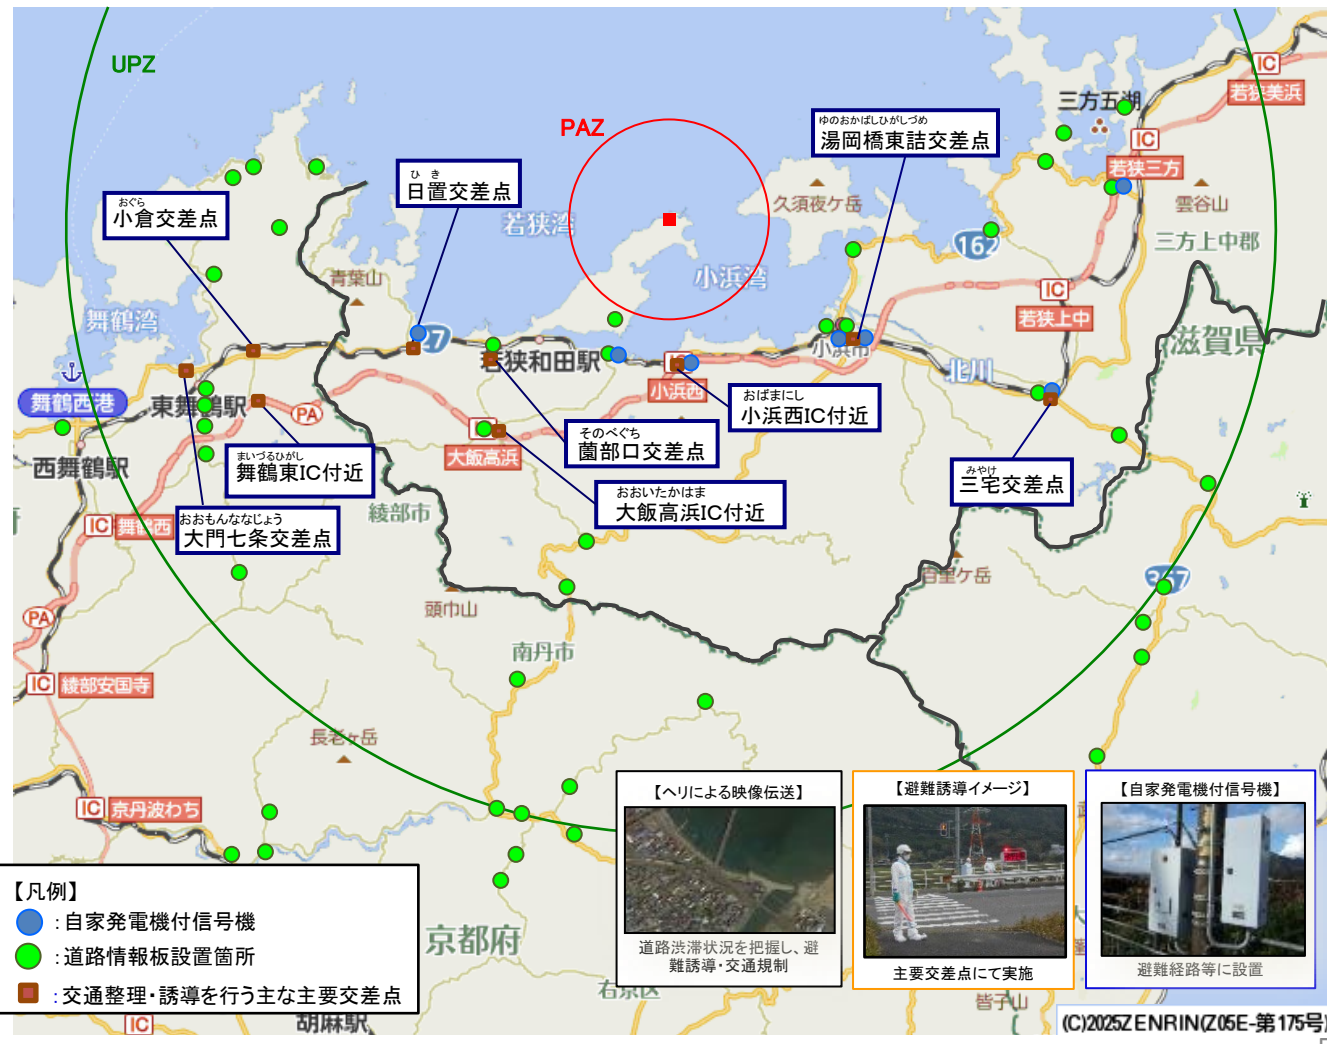 UPZ
PAZ
ゆのおかばしひがしづめ
湯岡橋東詰交差点
三方五湖
IC
若狭美浜
IC
若狭三方
ひき
日置交差点
おぐら
小倉交差点
若狭湾
久須夜ケ岳
雲谷山
162
三方上中郡
青葉山
小浜湾
IC
若狭上中
舞鶴湾
27
若狭和田駅
小浜市
滋賀県
北川
IC
小浜西
舞鶴西港
東舞鶴駅
PA
おばまにし
小浜西IC付近
そのべぐち
薗部口交差点
IC
大飯高浜
まいづるひがし
舞鶴東IC付近
西舞鶴駅
みやけ
三宅交差点
おおいたかはま
大飯高浜IC付近
綾部市
IC
舞鶴西
おおもんななじょう
大門七条交差点
百里ケ岳
367
頭巾山
PA
南丹市
IC
綾部安国寺
長老ヶ岳
IC
京丹波わち
【ヘリによる映像伝送】
道路渋滞状況を把握し、避
難誘導・交通規制
【避難誘導イメージ】
主要交差点にて実施
【自家発電機付信号機】
避難経路等に設置
【凡例】
：自家発電機付信号機
：道路情報板設置箇所
：交通整理・誘導を行う主な主要交差点
京都府
右京区
皆子山
IC
胡麻駅
(C)2025ZENRIN(Z05E-第175号)